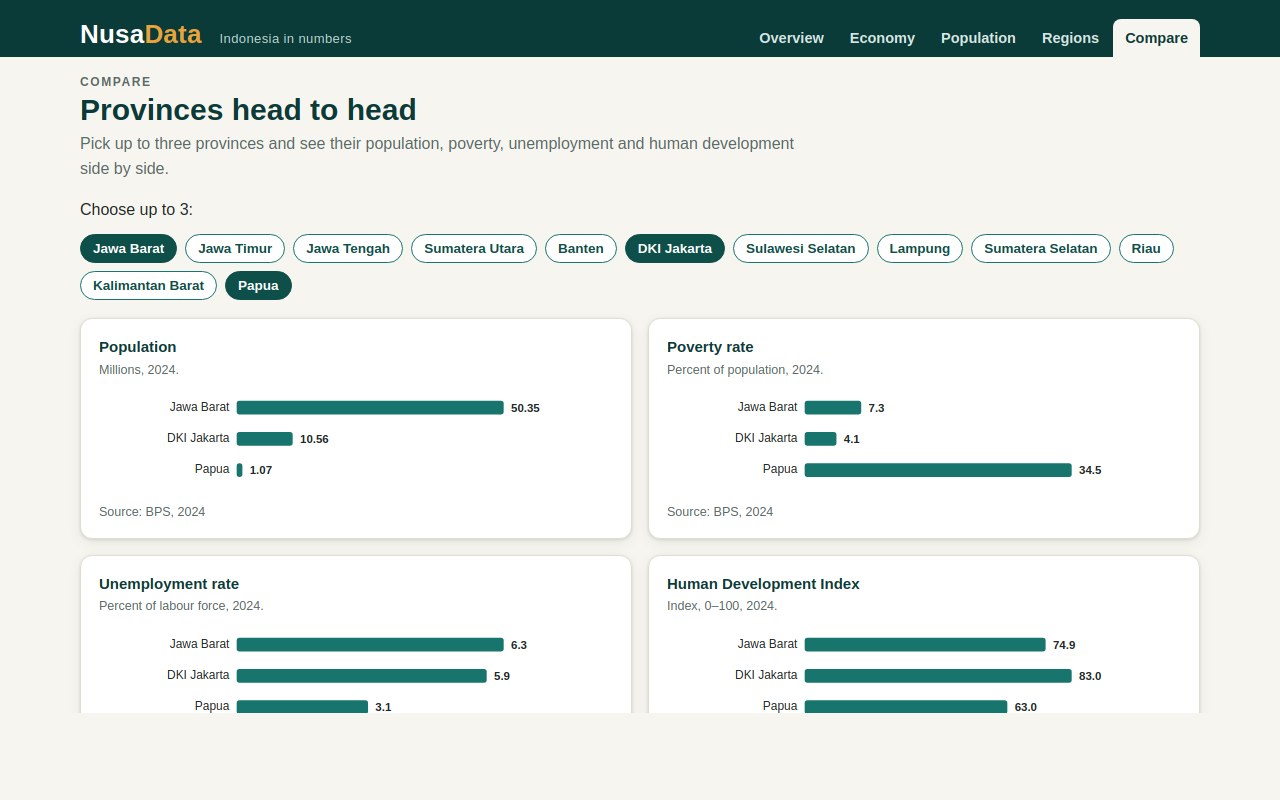 NusaData Indonesia in numbers Overview Economy Population Regions Compare
COMPARE
Provinces head to head
Pick up to three provinces and see their population, poverty, unemployment and human development
side by side.
Choose up to 3:
Jawa Barat Jawa Timur Jawa Tengah Sumatera Utara Banten DKI Jakarta Sulawesi Selatan Lampung Sumatera Selatan Riau
Kalimantan Barat Papua
Population
Millions, 2024.
Jawa Barat 50.35
DKI Jakarta 10.56
Papua 1.07
Source: BPS, 2024
Poverty rate
Percent of population, 2024.
Jawa Barat 7.3
DKI Jakarta 4.1
Papua 34.5
Source: BPS, 2024
Unemployment rate
Percent of labour force, 2024.
Jawa Barat 6.3
DKI Jakarta 5.9
Papua 3.1
Human Development Index
Index, 0–100, 2024.
Jawa Barat 74.9
DKI Jakarta 83.0
Papua 63.0